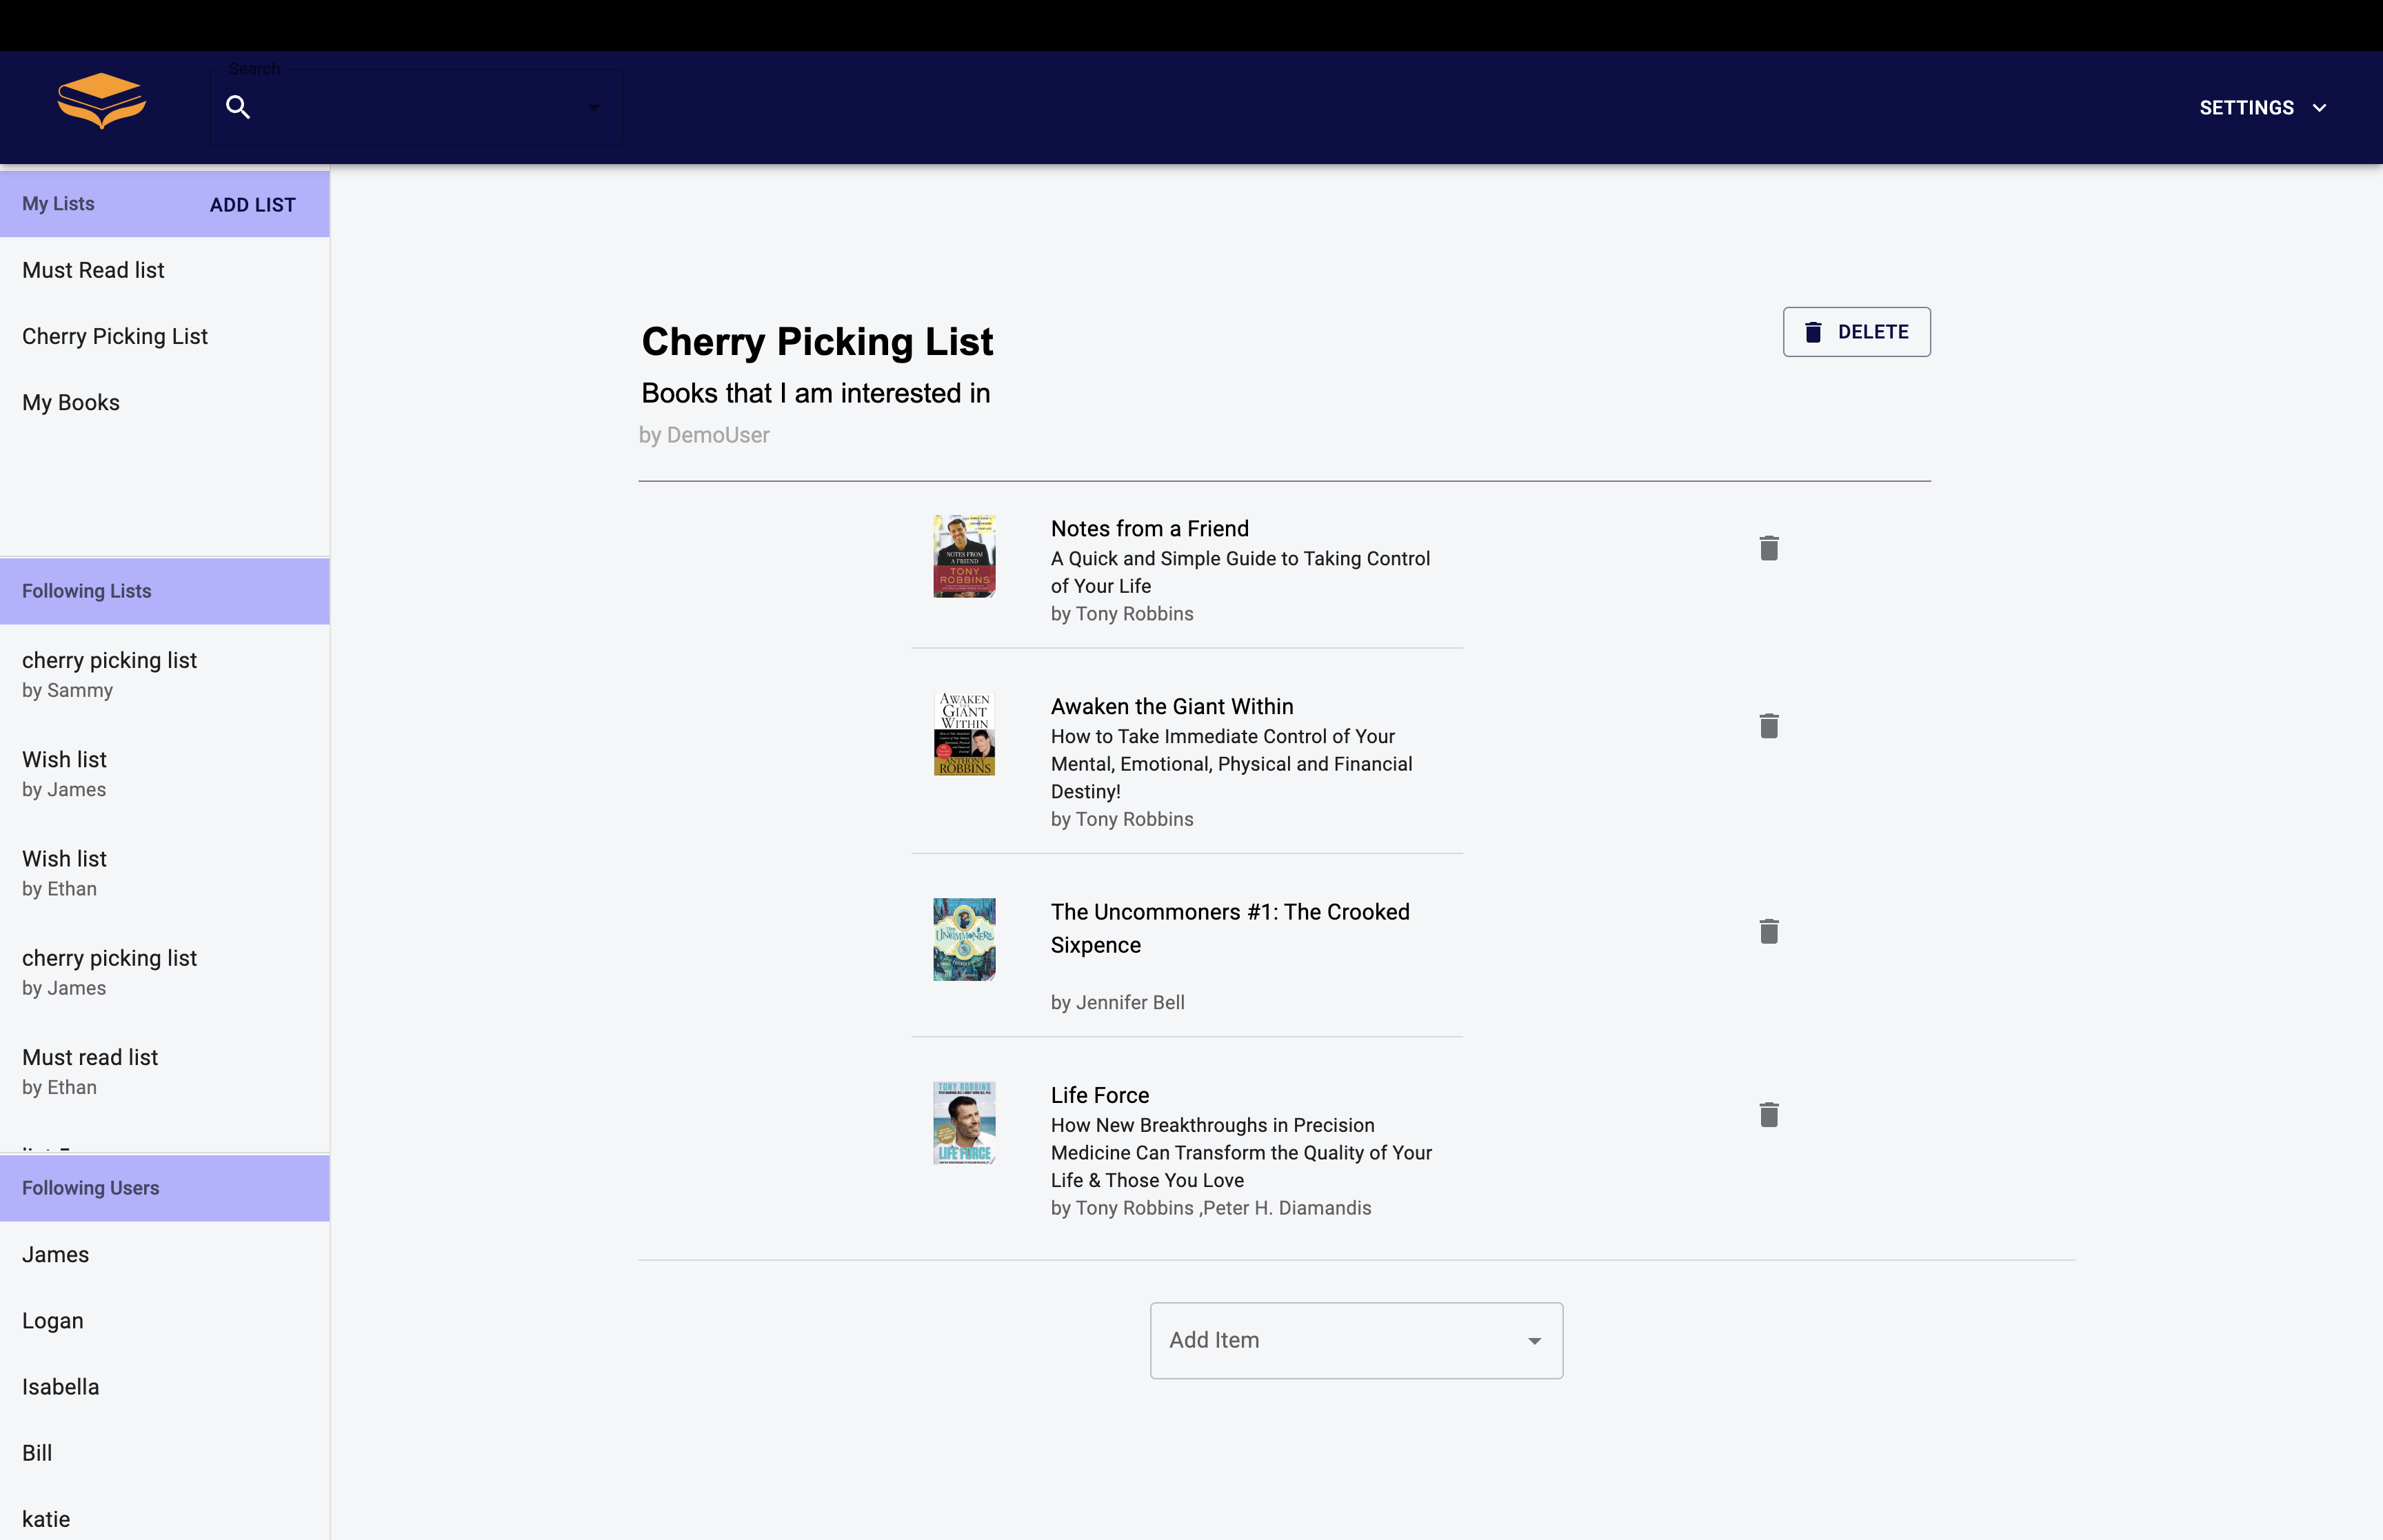 Search
SETTINGS
My Lists
ADD LIST
Must Read list
Cherry Picking List
My Books
Following Lists
cherry picking list
by Sammy
Wish list
by James
Wish list
by Ethan
cherry picking list
by James
Must read list
by Ethan
Following Users
James
Logan
Isabella
Bill
katie
Cherry Picking List
DELETE
Books that I am interested in
by DemoUser
NOTES FROM
A FRIEND
TONY
ROBBINS
Notes from a Friend
A Quick and Simple Guide to Taking Control
of Your Life
by Tony Robbins
AWAKEN
THE
GIANT
WITHIN
ANTHONY
ROBBINS
Awaken the Giant Within
How to Take Immediate Control of Your
Mental, Emotional, Physical and Financial
Destiny!
by Tony Robbins
THE
UNCOMMONERS
The Uncommoners #1: The Crooked
Sixpence
by Jennifer Bell
TONY ROBBINS
LIFE FORCE
Life Force
How New Breakthroughs in Precision
Medicine Can Transform the Quality of Your
Life & Those You Love
by Tony Robbins ,Peter H. Diamandis
Add Item